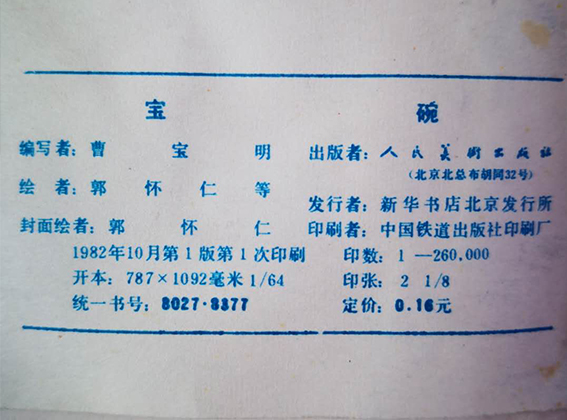 宝碗
编写者：曹宝明
绘者：郭怀仁等
封面绘者：郭怀仁
1982年10月第1版第1次印刷
开本：787×1092毫米1/64
统一书号：8027·8377
出版者：人民美术出版社
（北京北总布胡同32号）
发行者：新华书店北京发行所
印刷者：中国铁道出版社印刷厂
印数：1—260.000
印张：2 1/8
定价：0.16元